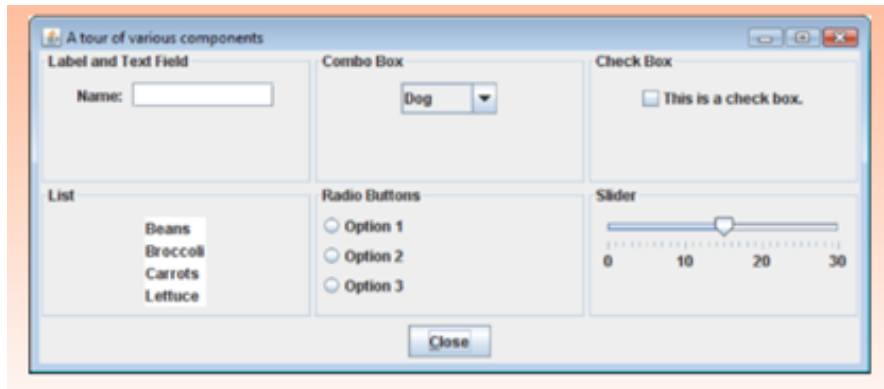 A tour of various components
Label and Text Field
Name:
Combo Box
Dog
Check Box
This is a check box.
List
Beans
Broccoli
Carrots
Lettuce
Radio Buttons
Option 1
Option 2
Option 3
Slider
0 10 20 30
Close